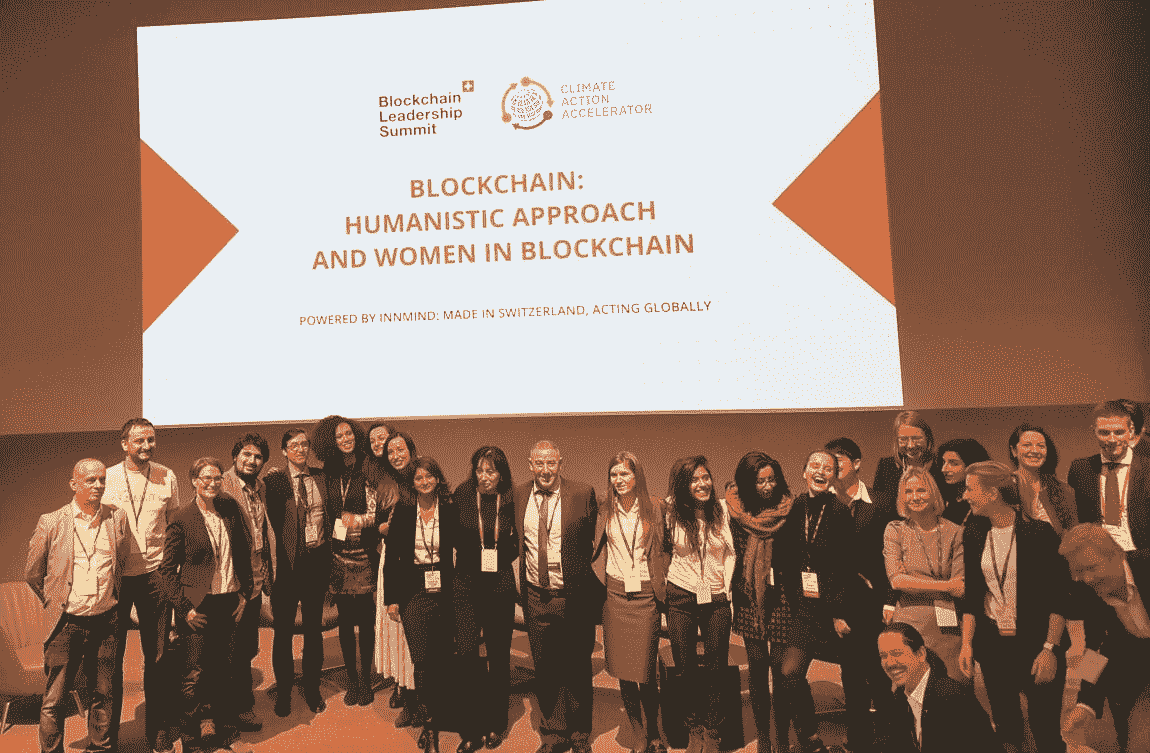 Blockchain
Leadership
Summit
CLIMATE
ACTION
ACCELERATOR
BLOCKCHAIN:
HUMANISTIC APPROACH
AND WOMEN IN BLOCKCHAIN
POWERED BY INNMIND: MADE IN SWITZERLAND, ACTING GLOBALLY